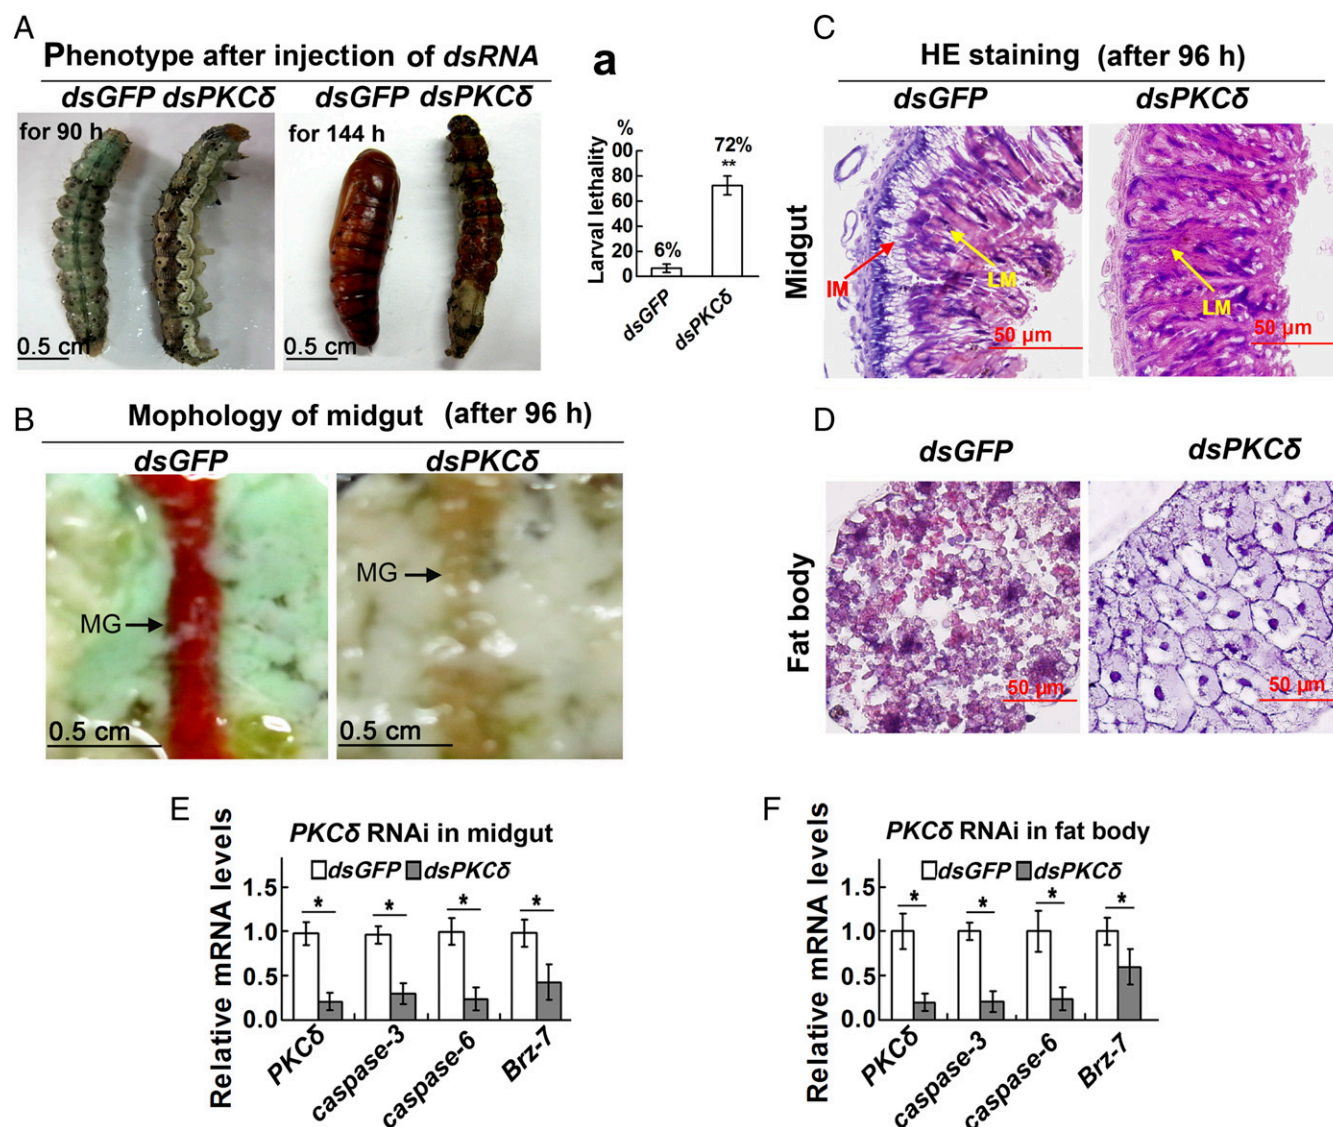 A
Phenotype after injection of dsRNA
dsGFP dsPKCδ dsGFP dsPKCδ
for 90 h
for 144 h
0.5 cm
0.5 cm
a
%
00
80
60
40
20
0
Larval lethality
6%
72%
**
dsGFP
dsPKCδ
B
Mophology of midgut (after 96 h)
dsGFP dsPKCδ
MG
MG
0.5 cm
0.5 cm
C
HE staining (after 96 h)
dsGFP dsPKCδ
Midgut
IM
LM
LM
50 µm
50 µm
D
dsGFP dsPKCδ
Fat body
50 µm
50 µm
E
PKCδ RNAi in midgut
Relative mRNA levels
dsGFP dsPKCδ
1.5
1.0
0.5
0.0
* * * *
PKCδ
caspase-3
caspase-6
Brz-7
F
PKCδ RNAi in fat body
Relative mRNA levels
dsGFP dsPKCδ
1.5
1.0
0.5
0.0
* * * *
PKCδ
caspase-3
caspase-6
Brz-7